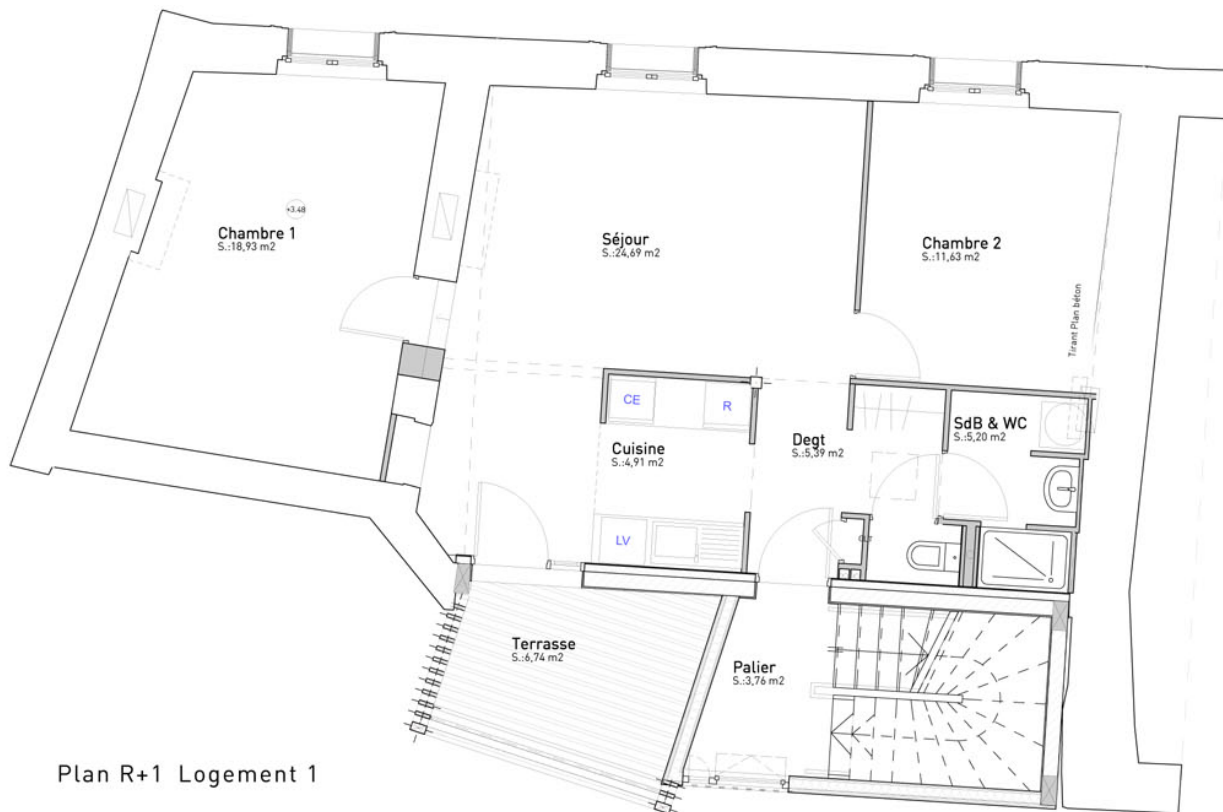 +3.48
Chambre 1
S.:18,93 m2
Séjour
S.:24,69 m2
Chambre 2
S.:11,63 m2
Tirant Plan béton
CE
R
Cuisine
S.:4,91 m2
Degt
S.:5,39 m2
SdB & WC
S.:5,20 m2
LV
Terrasse
S.:6,74 m2
Palier
S.:3,76 m2
Plan R+1 Logement 1